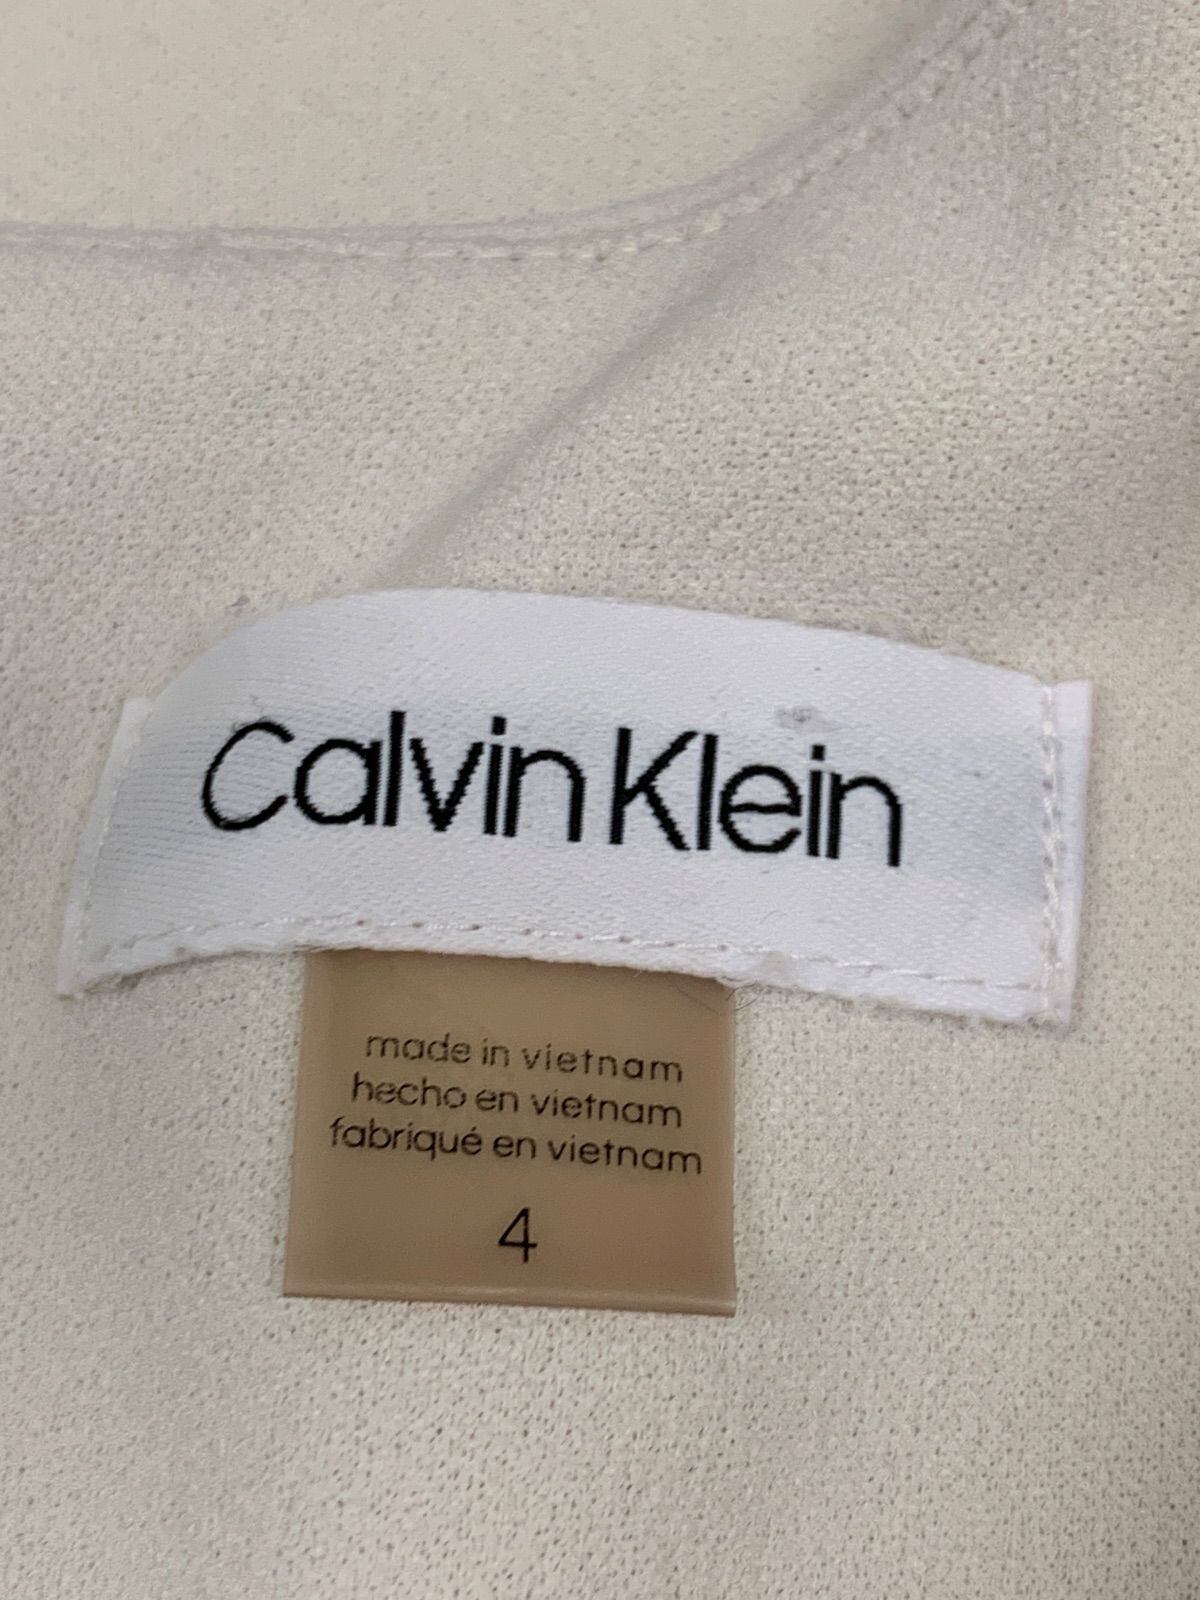 Calvin Klein
made in vietnam
hecho en vietnam
fabriqué en vietnam
4